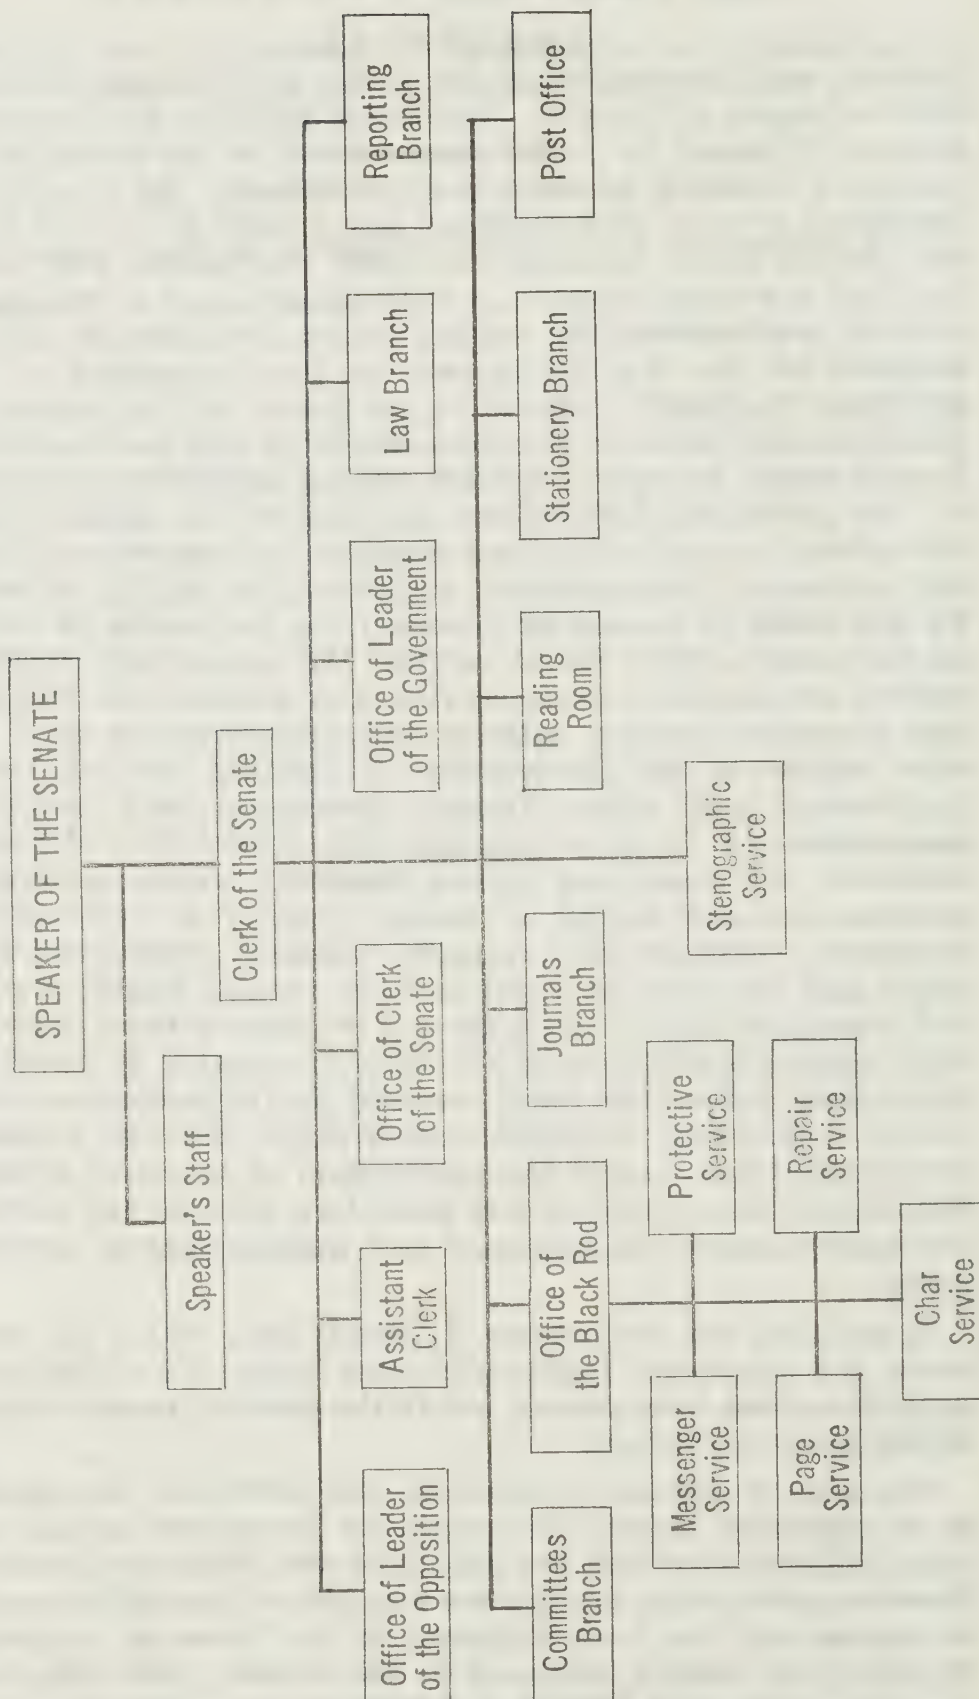 SPEAKER OF THE SENATE
Speaker's Staff
Clerk of the Senate
Office of Leader
of the Opposition
Assistant
Clerk
Office of Clerk
of the Senate
Office of Leader
of the Government
Law Branch
Reporting
Branch
Committees
Branch
Office of
the Black Rod
Journals
Branch
Reading
Room
Stationery Branch
Post Office
Messenger
Service
Protective
Service
Stenographic
Service
Page
Service
Repair
Service
Char
Service